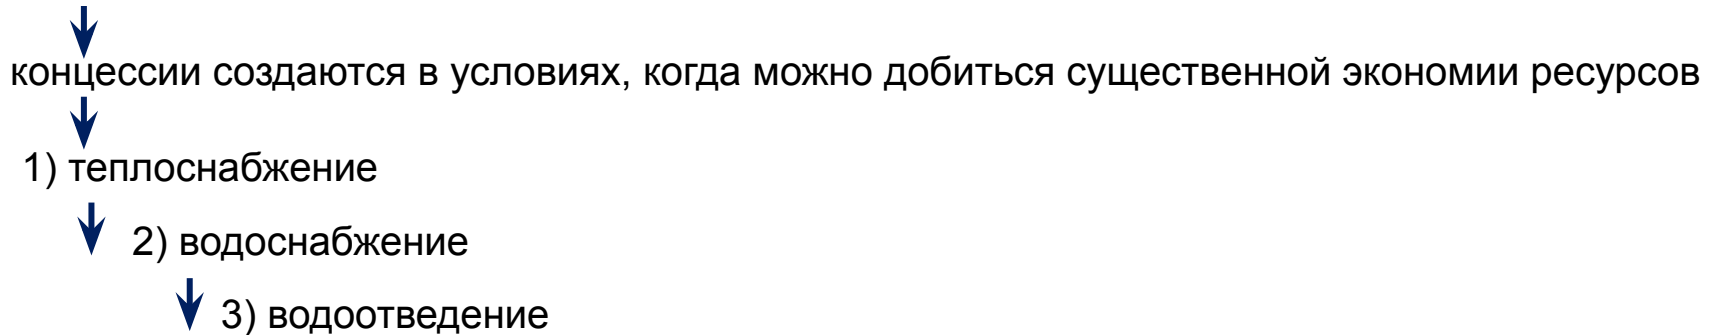 концессии создаются в условиях, когда можно добиться существенной экономии ресурсов
1) теплоснабжение
2) водоснабжение
3) водоотведение